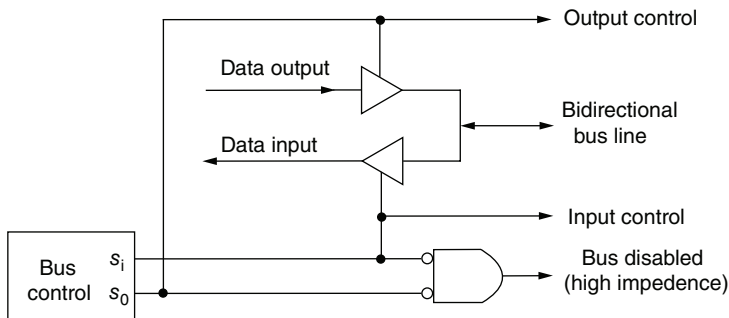 Output control
Data output
Bidirectional
bus line
Data input
Input control
Bus
control
si
s0
Bus disabled
(high impedence)